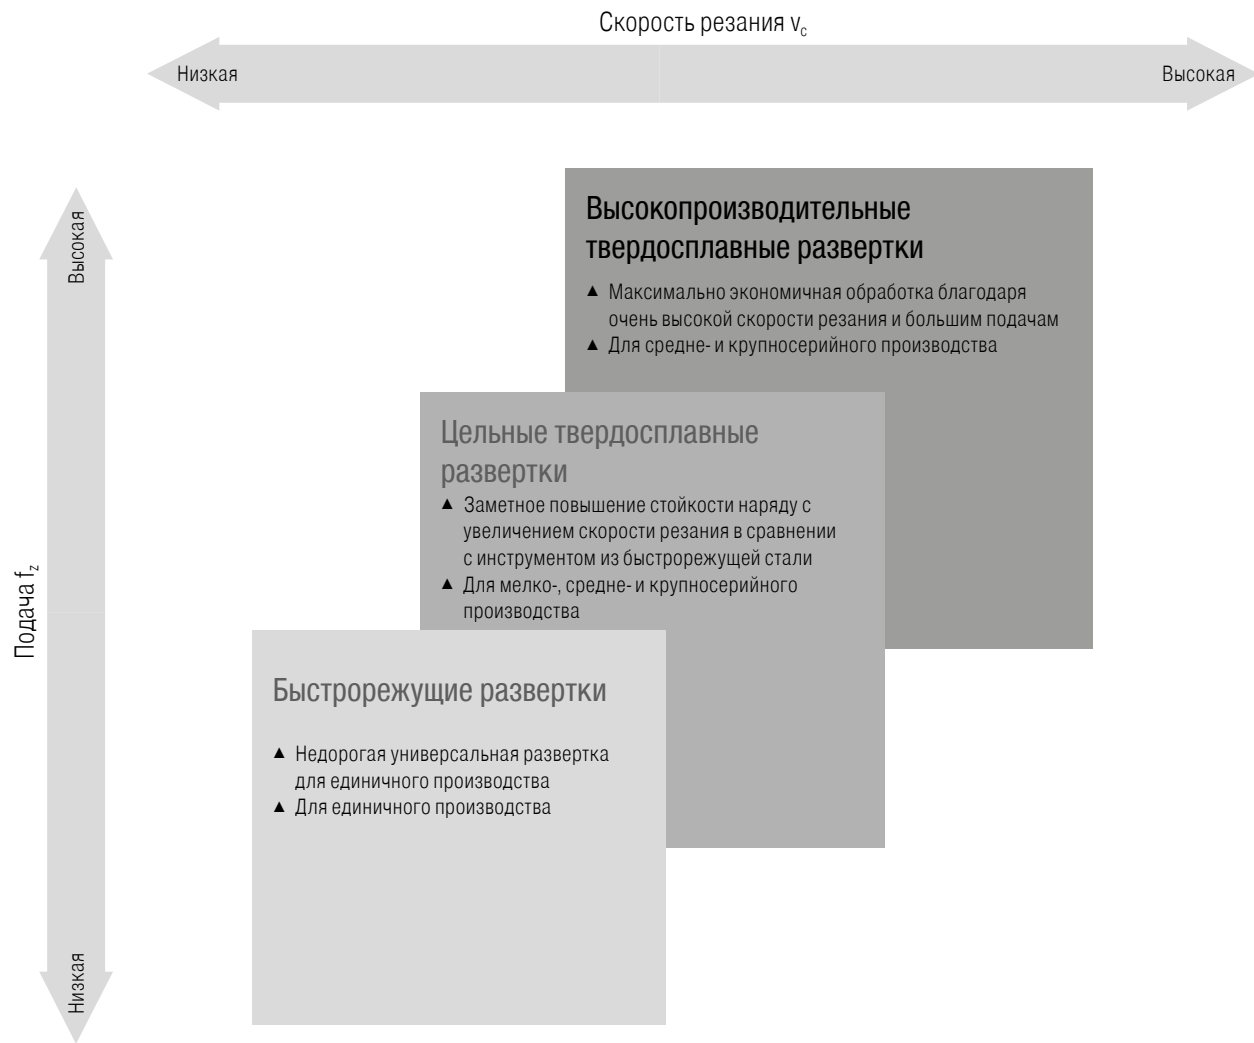 Скорость резания v_c
Низкая
Высокая
Подача f_z
Высокая
Низкая
Высокопроизводительные
твердосплавные развертки
▲ Максимально экономичная обработка благодаря
очень высокой скорости резания и большим подачам
▲ Для средне- и крупносерийного производства
Цельные твердосплавные
развертки
▲ Заметное повышение стойкости наряду с
увеличением скорости резания в сравнении
с инструментом из быстрорежущей стали
▲ Для мелко-, средне- и крупносерийного
производства
Быстрорежущие развертки
▲ Недорогая универсальная развертка
для единичного производства
▲ Для единичного производства